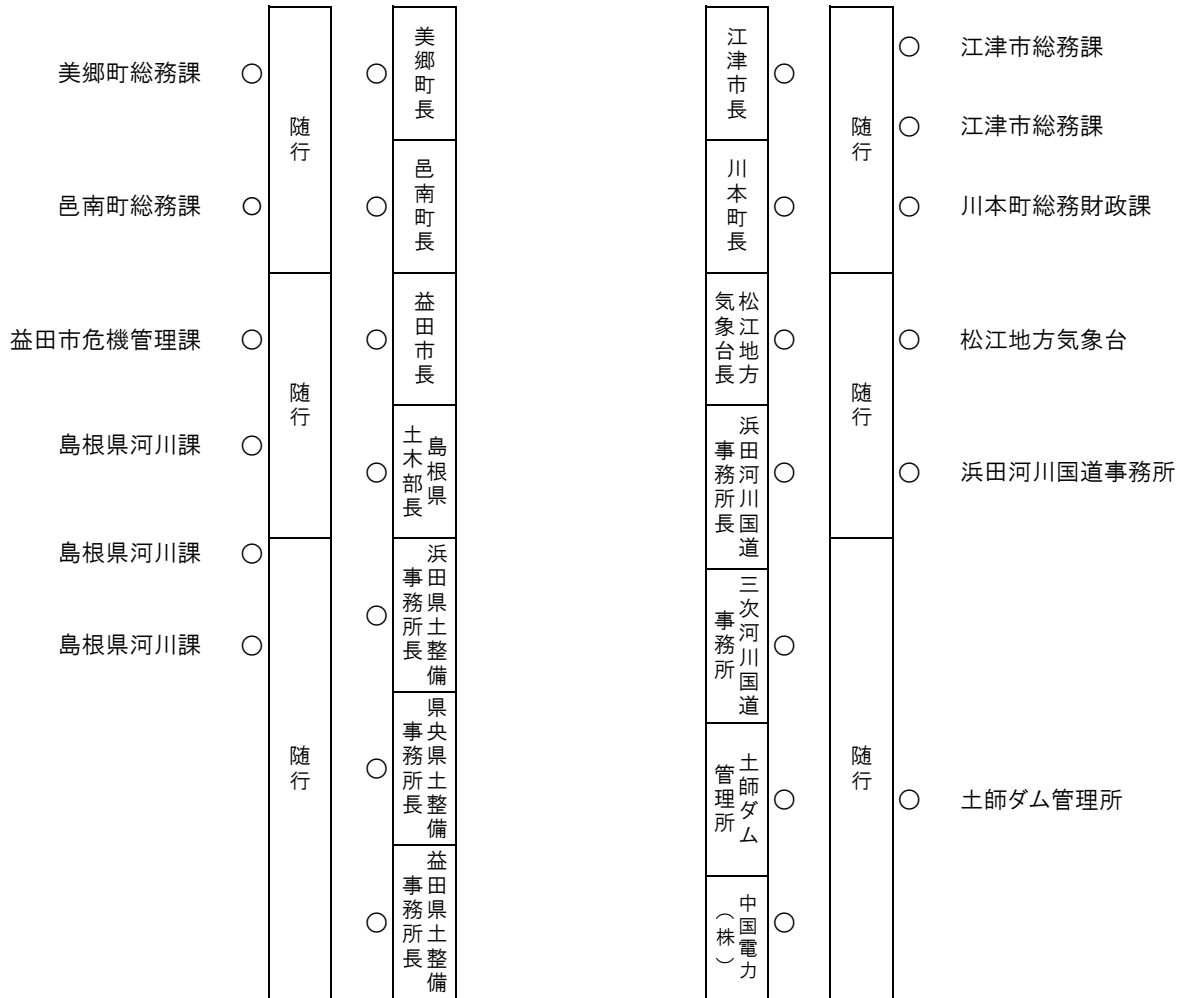 美郷町総務課 ○
邑南町総務課 ○
益田市危機管理課 ○
島根県河川課 ○
島根県河川課 ○
島根県河川課 ○
随行
随行
随行
○ 美郷町長
○ 邑南町長
○ 益田市長
○ 島根県
土木部長
○ 浜田県土整備
事務所長
○ 県央県土整備
事務所長
○ 益田県土整備
事務所長
江津市長 ○
川本町長 ○
松江地方
気象台長 ○
浜田河川国道
事務所長 ○
三次河川国道
事務所 ○
土師ダム
管理所 ○
中国電力
（株） ○
随行
随行
随行
○ 江津市総務課
○ 江津市総務課
○ 川本町総務財政課
○ 松江地方気象台
○ 浜田河川国道事務所
○ 土師ダム管理所